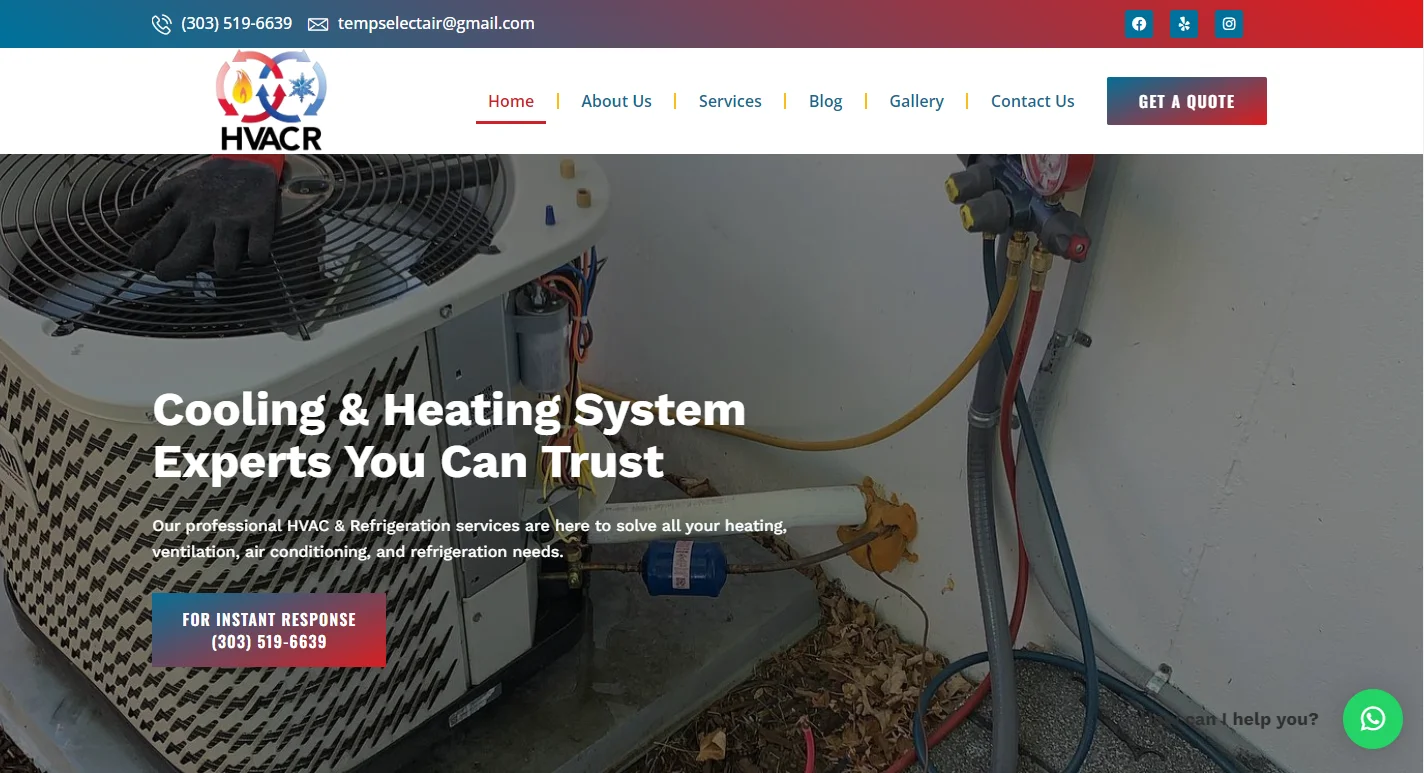 (303) 519-6639
tempselectair@gmail.com
HVACR
Home
About Us
Services
Blog
Gallery
Contact Us
GET A QUOTE
Cooling & Heating System
Experts You Can Trust
Our professional HVAC & Refrigeration services are here to solve all your heating,
ventilation, air conditioning, and refrigeration needs.
FOR INSTANT RESPONSE
(303) 519-6639
can I help you?